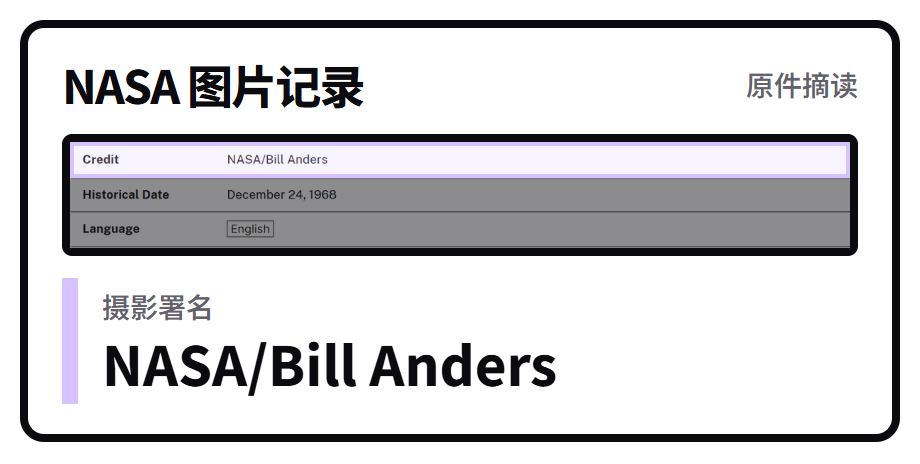 NASA 图片记录
原件摘读
Credit NASA/Bill Anders
Historical Date December 24, 1968
Language English
摄影署名
NASA/Bill Anders